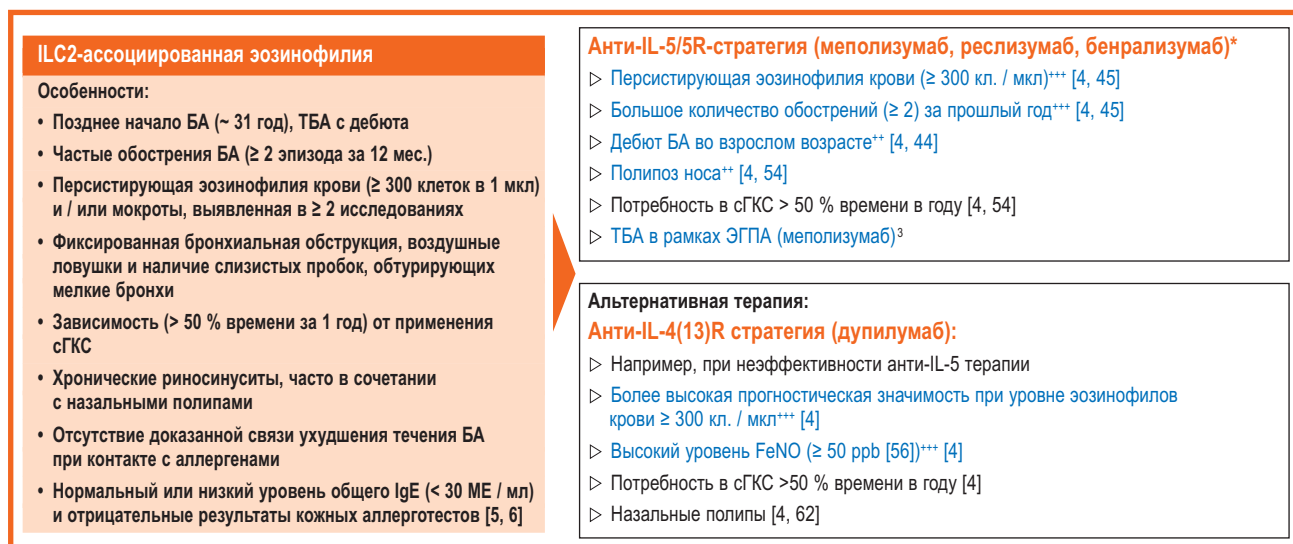 ILC2-ассоциированная эозинофилия
Особенности:
• Позднее начало БА (~ 31 год), ТБА с дебюта
• Частые обострения БА (≥ 2 эпизода за 12 мес.)
• Персистирующая эозинофилия крови (≥ 300 клеток в 1 мкл)
и / или мокроты, выявленная в ≥ 2 исследованиях
• Фиксированная бронхиальная обструкция, воздушные
ловушки и наличие слизистых пробок, обтурирующих
мелкие бронхи
• Зависимость (> 50 % времени за 1 год) от применения
сГКС
• Хронические риносинуситы, часто в сочетании
с назальными полипами
• Отсутствие доказанной связи ухудшения течения БА
при контакте с аллергенами
• Нормальный или низкий уровень общего IgE (< 30 МЕ / мл)
и отрицательные результаты кожных аллерготестов [5, 6]
Анти-IL-5/5R-стратегия (меполизумаб, реслизумаб, бенрализумаб)*
▷ Персистирующая эозинофилия крови (≥ 300 кл. / мкл)⁺⁺⁺ [4, 45]
▷ Большое количество обострений (≥ 2) за прошлый год⁺⁺⁺ [4, 45]
▷ Дебют БА во взрослом возрасте⁺⁺ [4, 44]
▷ Полипоз носа⁺⁺ [4, 54]
▷ Потребность в сГКС > 50 % времени в году [4, 54]
▷ ТБА в рамках ЭГПА (меполизумаб)³
Альтернативная терапия:
Анти-IL-4(13)R стратегия (дупилумаб):
▷ Например, при неэффективности анти-IL-5 терапии
▷ Более высокая прогностическая значимость при уровне эозинофилов
крови ≥ 300 кл. / мкл⁺⁺⁺ [4]
▷ Высокий уровень FeNO (≥ 50 ppb [56])⁺⁺⁺ [4]
▷ Потребность в сГКС >50 % времени в году [4]
▷ Назальные полипы [4, 62]